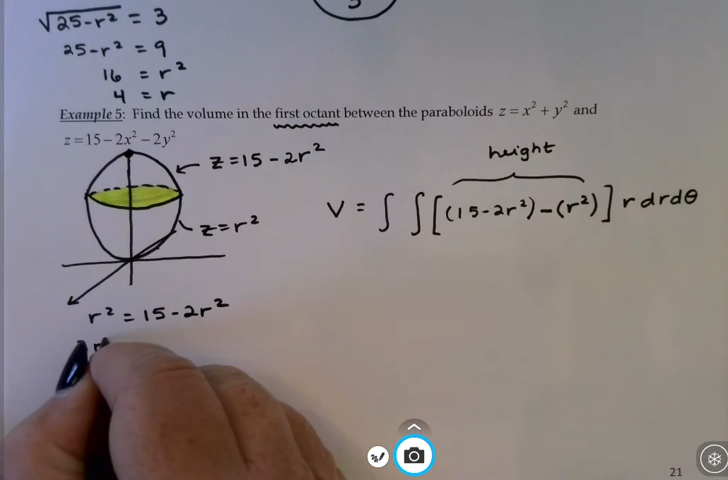 √25-r² = 3
25-r² = 9
16 = r²
4 = r
Example 5: Find the volume in the first octant between the paraboloids z = x² + y² and
z = 15 - 2x² - 2y²
z = 15 - 2r²
height
V = ∫ ∫ [(15-2r²) - (r²)] r dr dθ
z = r²
r² = 15 - 2r²
21